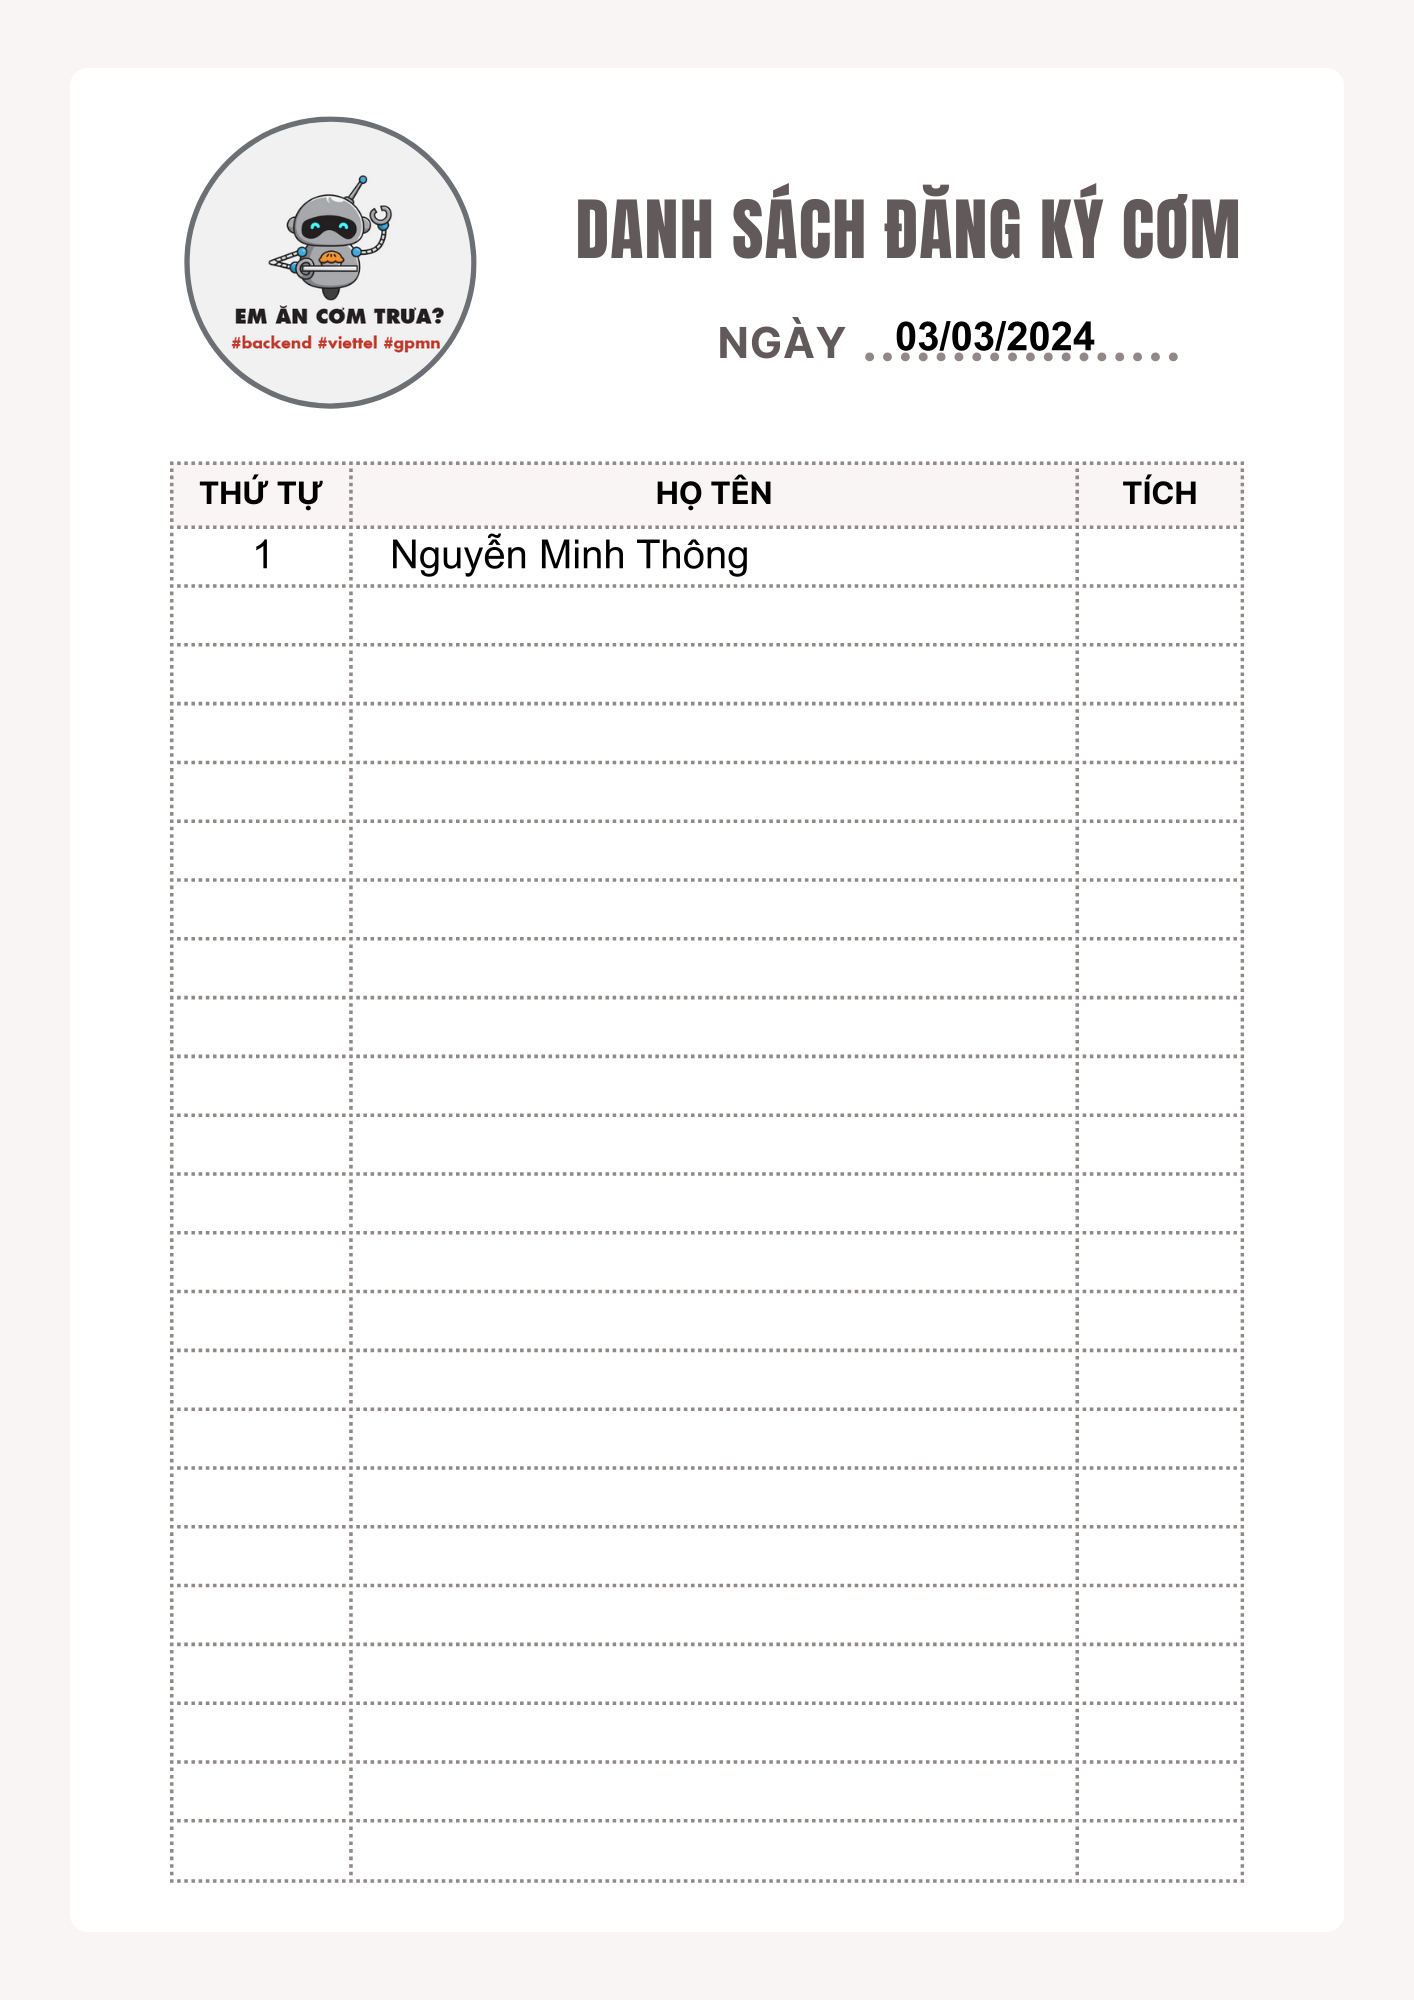 EM ĂN CƠM TRƯA?
#backend #viettel #gpmn
DANH SÁCH ĐĂNG KÝ CƠM
NGÀY 03/03/2024
THỨ TỰ HỌ TÊN TÍCH
1 Nguyễn Minh Thông